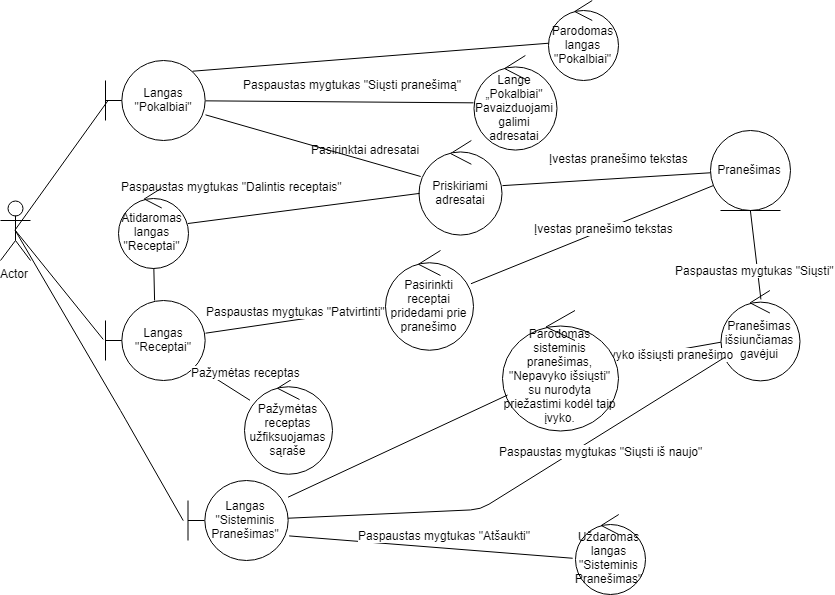 Parodomas
langas
"Pokalbiai"
Langas
"Pokalbiai"
Paspaustas mygtukas "Siųsti pranešimą"
Lange
„Pokalbiai"
Pavaizduojami
galimi
adresatai
Pasirinktai adresatai
Įvestas pranešimo tekstas
Pranešimas
Paspaustas mygtukas "Dalintis receptais"
Priskiriami
adresatai
Atidaromas
langas
"Receptai"
Įvestas pranešimo tekstas
Actor
Paspaustas mygtukas "Siųsti"
Pasirinkti
receptai
pridedami prie
pranešimo
Paspaustas mygtukas "Patvirtinti"
Langas
"Receptai"
Pranešimas
išsiunčiamas
gavėjui
Parodomas
sisteminis
pranešimas,
"Nepavyko išsiųsti"
su nurodyta
priežastimi kodėl taip
įvyko.
vyko išsiųsti pranešimo
Pažymėtas receptas
Pažymėtas
receptas
užfiksuojamas
sąraše
Paspaustas mygtukas "Siųsti iš naujo"
Langas
"Sisteminis
Pranešimas"
Paspaustas mygtukas "Atšaukti"
Uždaromas
langas
"Sisteminis
Pranešimas"